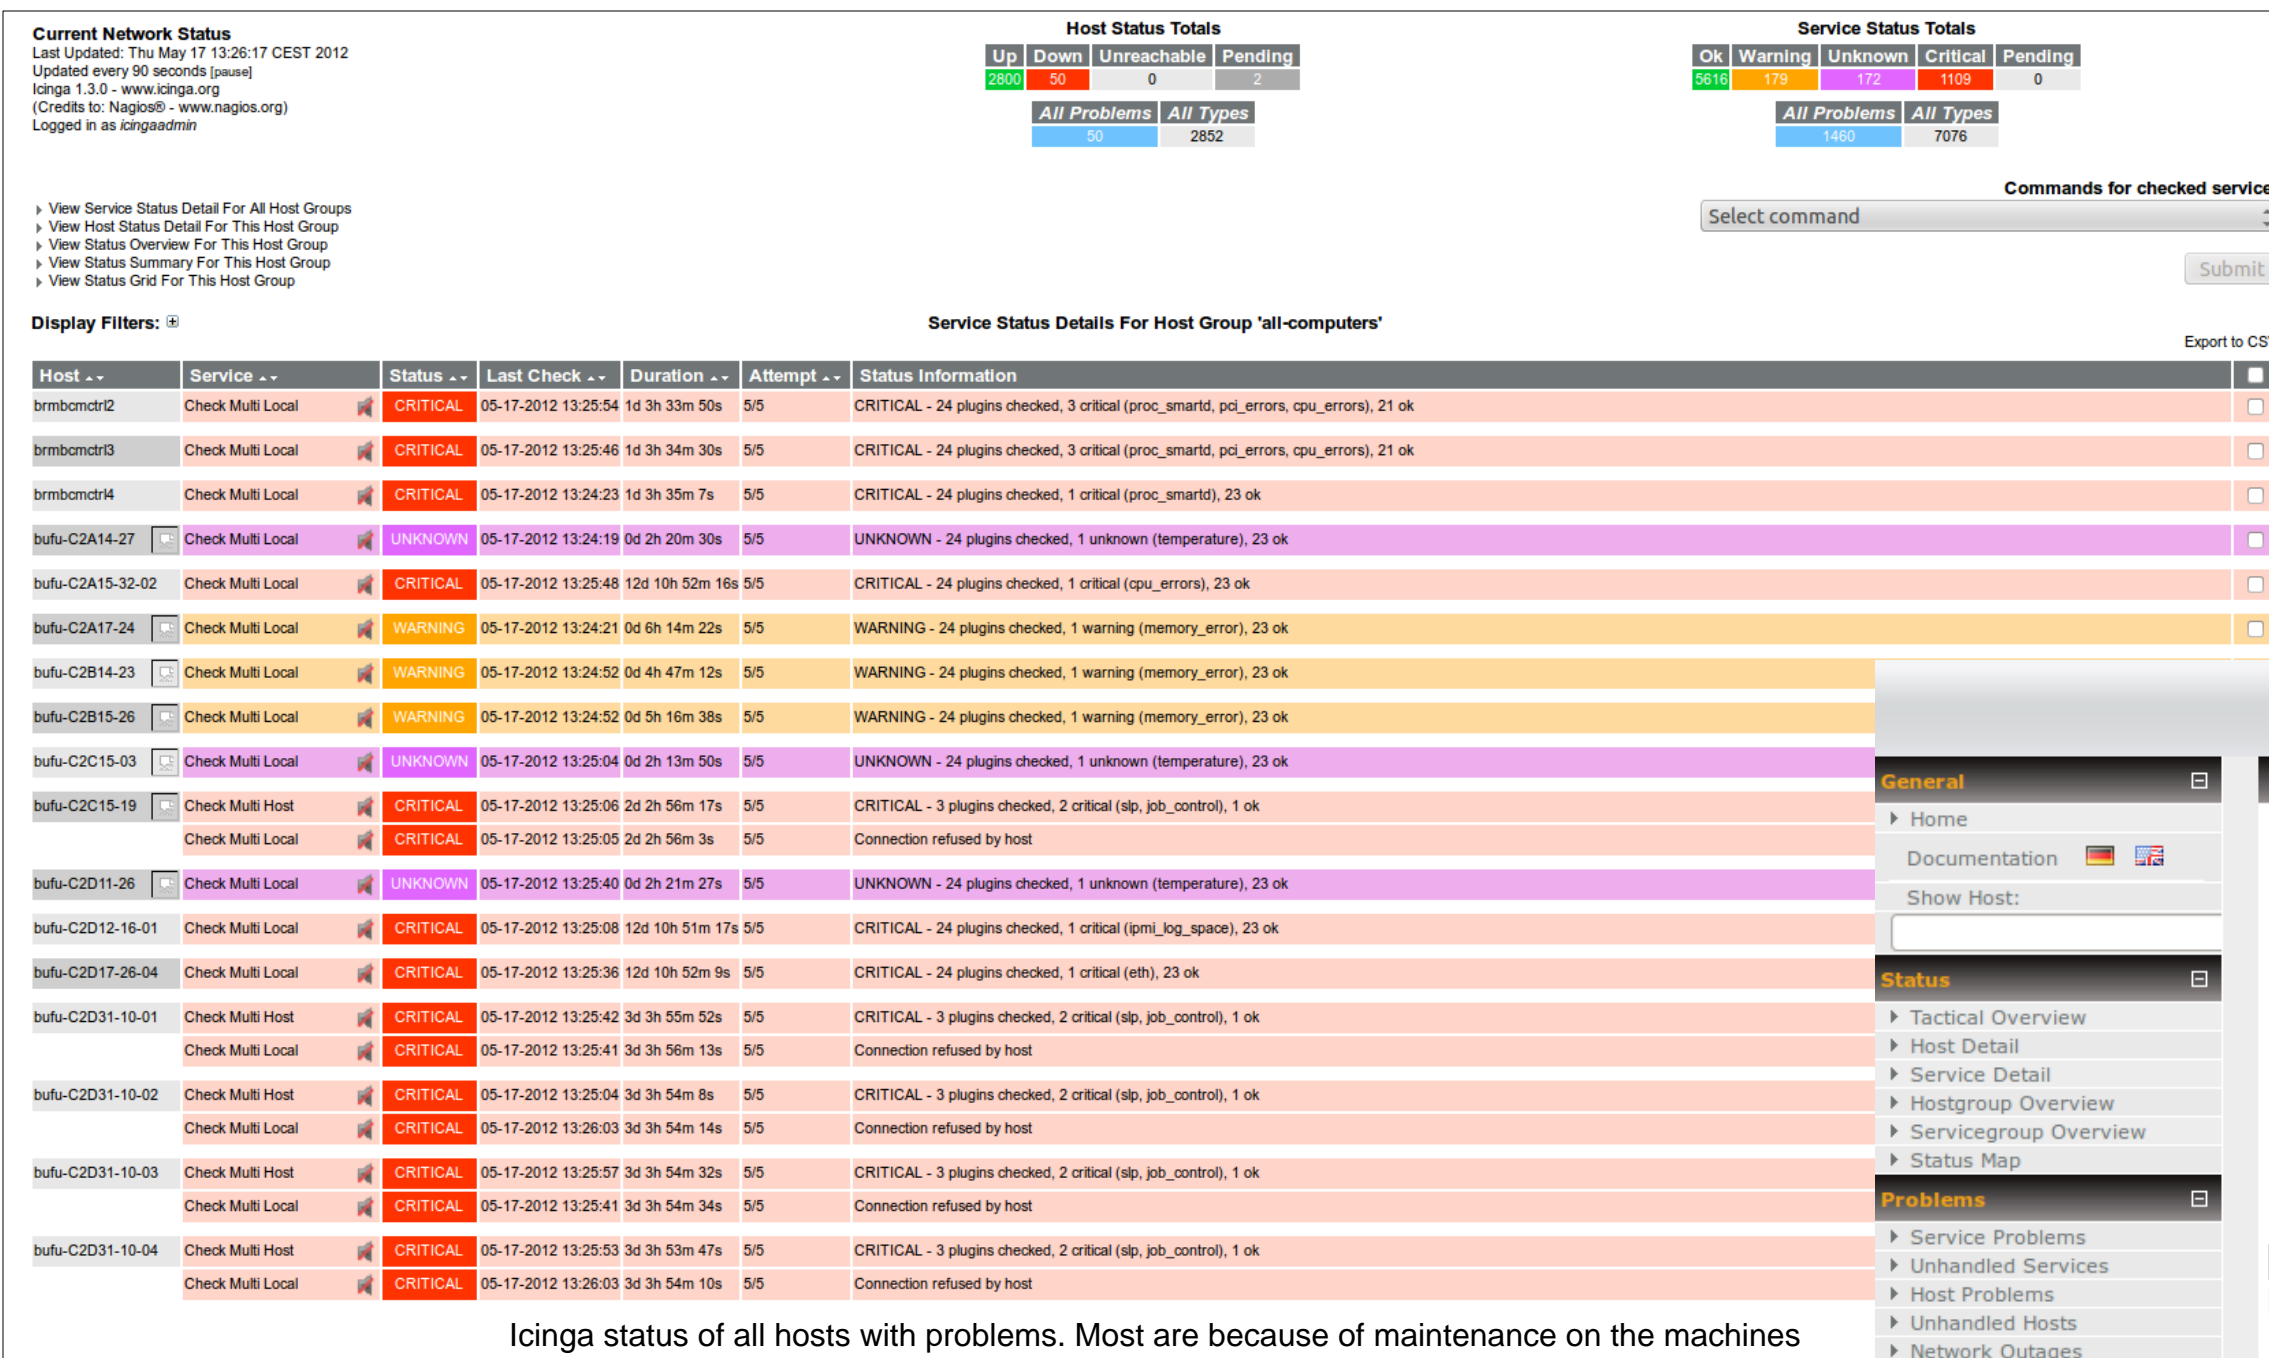 Current Network Status
Last Updated: Thu May 17 13:26:17 CEST 2012
Updated every 90 seconds [pause]
Icinga 1.3.0 - www.icinga.org
(Credits to: Nagios® - www.nagios.org)
Logged in as icingaadmin
Host Status Totals
Up Down Unreachable Pending
2800 50 0 2
All Problems All Types
50 2852
Service Status Totals
Ok Warning Unknown Critical Pending
5616 179 172 1109 0
All Problems All Types
1460 7076
View Service Status Detail For All Host Groups
View Host Status Detail For This Host Group
View Status Overview For This Host Group
View Status Summary For This Host Group
View Status Grid For This Host Group
Commands for checked service
Select command
Submit
Display Filters:
Service Status Details For Host Group 'all-computers'
Export to CS
Host Service Status Last Check Duration Attempt Status Information
brmbcmctrl2 Check Multi Local CRITICAL 05-17-2012 13:25:54 1d 3h 33m 50s 5/5 CRITICAL - 24 plugins checked, 3 critical (proc_smartd, pci_errors, cpu_errors), 21 ok
brmbcmctrl3 Check Multi Local CRITICAL 05-17-2012 13:25:46 1d 3h 34m 30s 5/5 CRITICAL - 24 plugins checked, 3 critical (proc_smartd, pci_errors, cpu_errors), 21 ok
brmbcmctrl4 Check Multi Local CRITICAL 05-17-2012 13:24:23 1d 3h 35m 7s 5/5 CRITICAL - 24 plugins checked, 1 critical (proc_smartd), 23 ok
bufu-C2A14-27 Check Multi Local UNKNOWN 05-17-2012 13:24:19 0d 2h 20m 30s 5/5 UNKNOWN - 24 plugins checked, 1 unknown (temperature), 23 ok
bufu-C2A15-32-02 Check Multi Local CRITICAL 05-17-2012 13:25:48 12d 10h 52m 16s 5/5 CRITICAL - 24 plugins checked, 1 critical (cpu_errors), 23 ok
bufu-C2A17-24 Check Multi Local WARNING 05-17-2012 13:24:21 0d 6h 14m 22s 5/5 WARNING - 24 plugins checked, 1 warning (memory_error), 23 ok
bufu-C2B14-23 Check Multi Local WARNING 05-17-2012 13:24:52 0d 4h 47m 12s 5/5 WARNING - 24 plugins checked, 1 warning (memory_error), 23 ok
bufu-C2B15-26 Check Multi Local WARNING 05-17-2012 13:24:52 0d 5h 16m 38s 5/5 WARNING - 24 plugins checked, 1 warning (memory_error), 23 ok
bufu-C2C15-03 Check Multi Local UNKNOWN 05-17-2012 13:25:04 0d 2h 13m 50s 5/5 UNKNOWN - 24 plugins checked, 1 unknown (temperature), 23 ok
bufu-C2C15-19 Check Multi Host CRITICAL 05-17-2012 13:25:06 2d 2h 56m 17s 5/5 CRITICAL - 3 plugins checked, 2 critical (slp, job_control), 1 ok
Check Multi Local CRITICAL 05-17-2012 13:25:05 2d 2h 56m 3s 5/5 Connection refused by host
bufu-C2D11-26 Check Multi Local UNKNOWN 05-17-2012 13:25:40 0d 2h 21m 27s 5/5 UNKNOWN - 24 plugins checked, 1 unknown (temperature), 23 ok
bufu-C2D12-16-01 Check Multi Local CRITICAL 05-17-2012 13:25:08 12d 10h 51m 17s 5/5 CRITICAL - 24 plugins checked, 1 critical (ipmi_log_space), 23 ok
bufu-C2D17-26-04 Check Multi Local CRITICAL 05-17-2012 13:25:36 12d 10h 52m 9s 5/5 CRITICAL - 24 plugins checked, 1 critical (eth), 23 ok
bufu-C2D31-10-01 Check Multi Host CRITICAL 05-17-2012 13:25:42 3d 3h 55m 52s 5/5 CRITICAL - 3 plugins checked, 2 critical (slp, job_control), 1 ok
Check Multi Local CRITICAL 05-17-2012 13:25:41 3d 3h 56m 13s 5/5 Connection refused by host
bufu-C2D31-10-02 Check Multi Host CRITICAL 05-17-2012 13:25:04 3d 3h 54m 8s 5/5 CRITICAL - 3 plugins checked, 2 critical (slp, job_control), 1 ok
Check Multi Local CRITICAL 05-17-2012 13:26:03 3d 3h 54m 14s 5/5 Connection refused by host
bufu-C2D31-10-03 Check Multi Host CRITICAL 05-17-2012 13:25:57 3d 3h 54m 32s 5/5 CRITICAL - 3 plugins checked, 2 critical (slp, job_control), 1 ok
Check Multi Local CRITICAL 05-17-2012 13:25:41 3d 3h 54m 34s 5/5 Connection refused by host
bufu-C2D31-10-04 Check Multi Host CRITICAL 05-17-2012 13:25:53 3d 3h 53m 47s 5/5 CRITICAL - 3 plugins checked, 2 critical (slp, job_control), 1 ok
Check Multi Local CRITICAL 05-17-2012 13:26:03 3d 3h 54m 10s 5/5 Connection refused by host
General
Home
Documentation
Show Host:
Status
Tactical Overview
Host Detail
Service Detail
Hostgroup Overview
Servicegroup Overview
Status Map
Problems
Service Problems
Unhandled Services
Host Problems
Unhandled Hosts
Network Outages
Icinga status of all hosts with problems. Most are because of maintenance on the machines